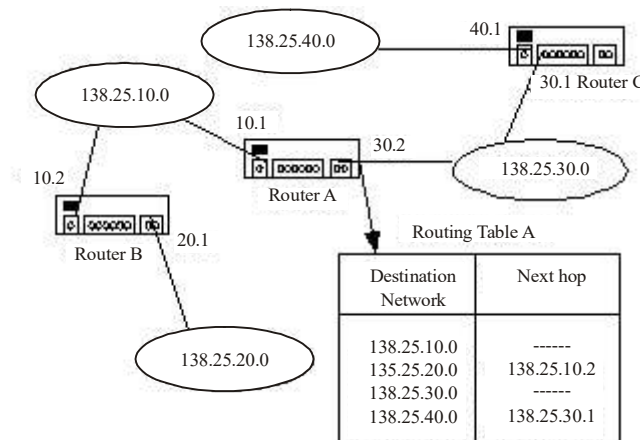 40.1
138.25.40.0
30.1 Router C
138.25.10.0
10.1
30.2
138.25.30.0
10.2
Router A
20.1
Router B
Routing Table A
Destination Network
Next hop
138.25.10.0 ------
135.25.20.0 138.25.10.2
138.25.30.0 ------
138.25.40.0 138.25.30.1
138.25.20.0